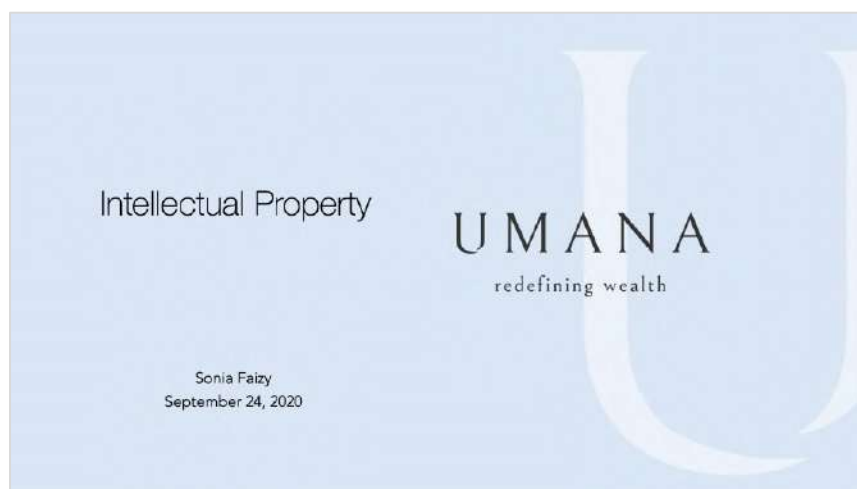 Intellectual Property
UMANA
redefining wealth
Sonia Faizy
September 24, 2020